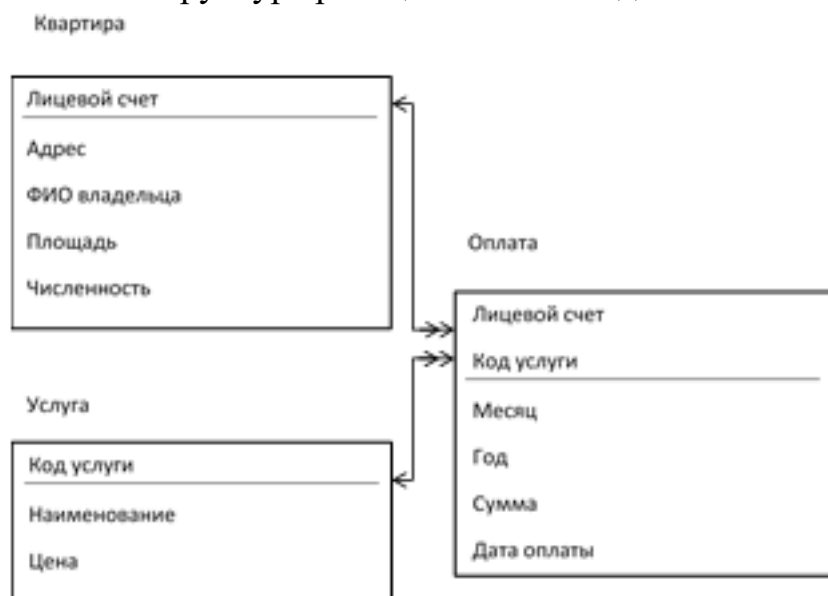 Квартира
Лицевой счет
Адрес
ФИО владельца
Площадь
Численность
Оплата
Лицевой счет
Код услуги
Месяц
Год
Сумма
Дата оплаты
Услуга
Код услуги
Наименование
Цена